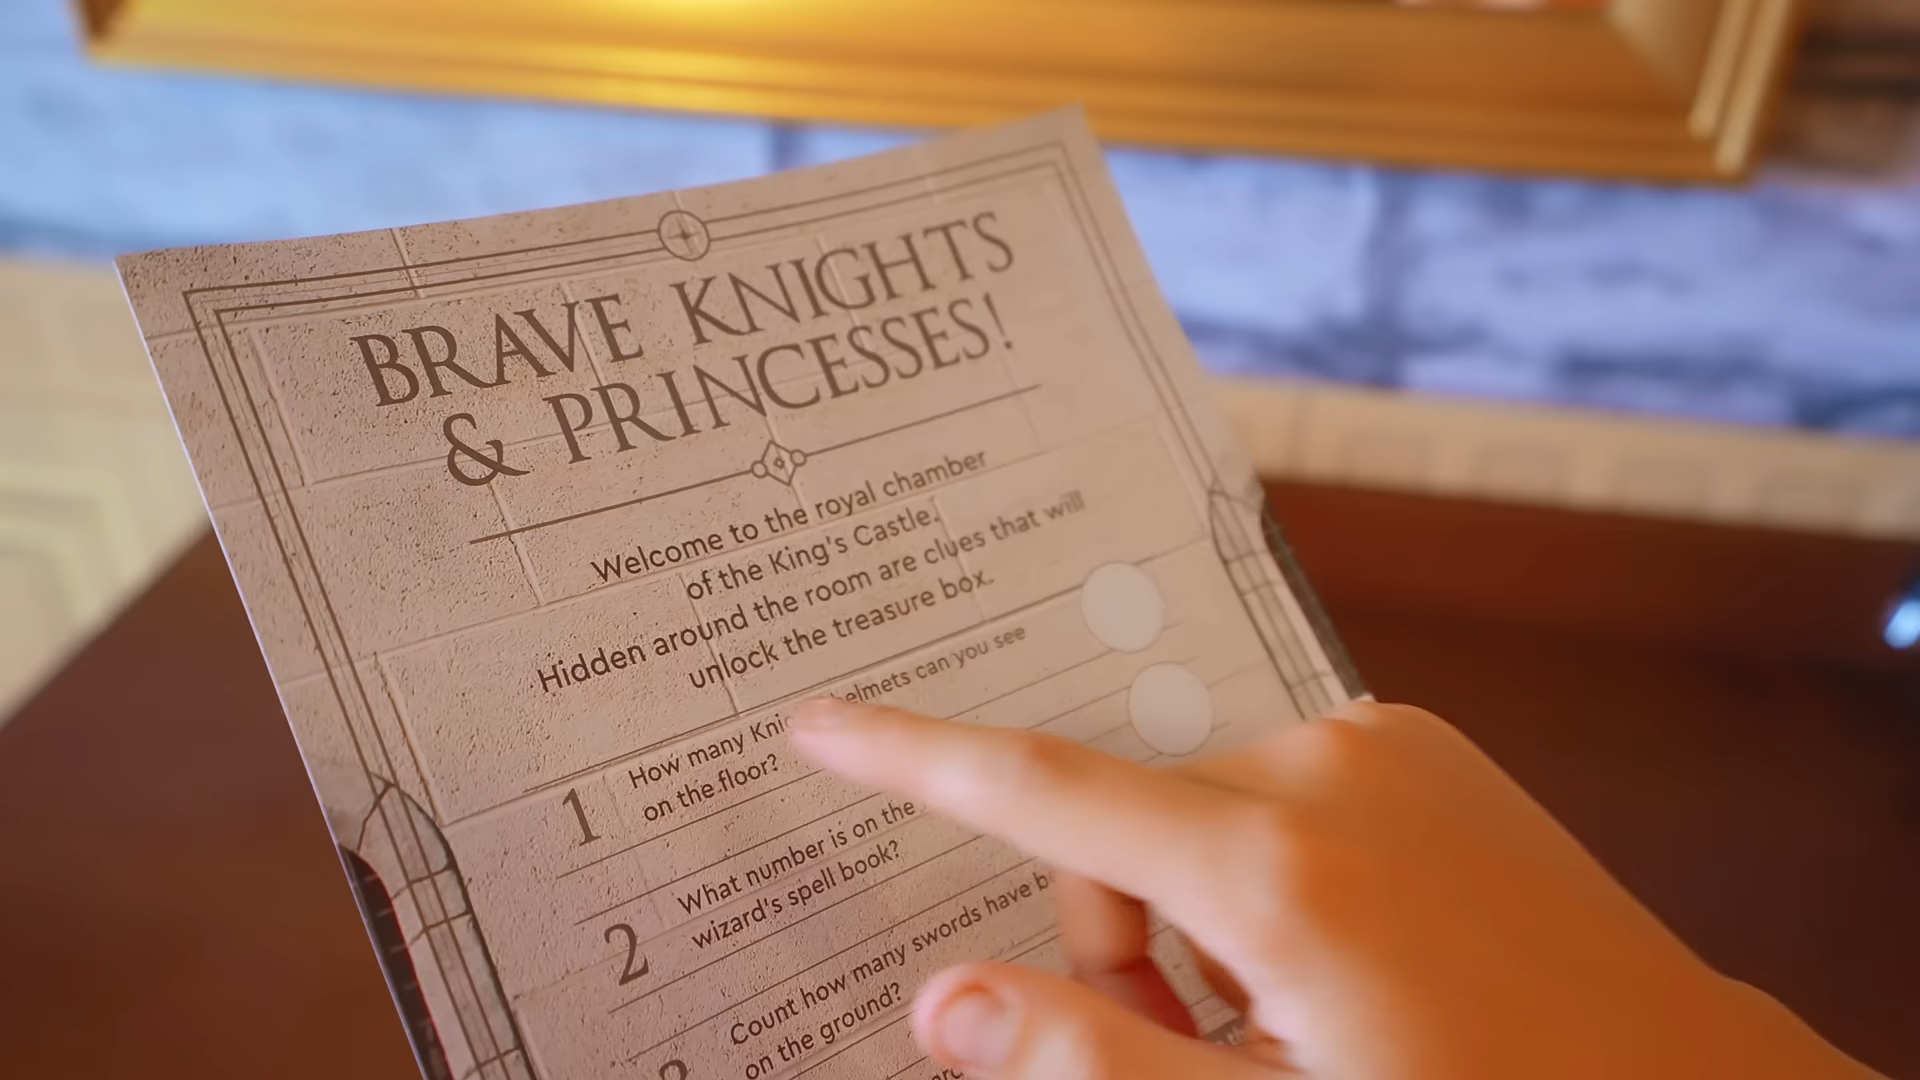 BRAVE KNIGHTS
& PRINCESSES!
Welcome to the royal chamber
of the King's Castle.
Hidden around the room are clues that will
unlock the treasure box.
1
How many helmets can you see
on the floor?
2
What number is on the
wizard's spell book?
Count how many swords have
on the ground?